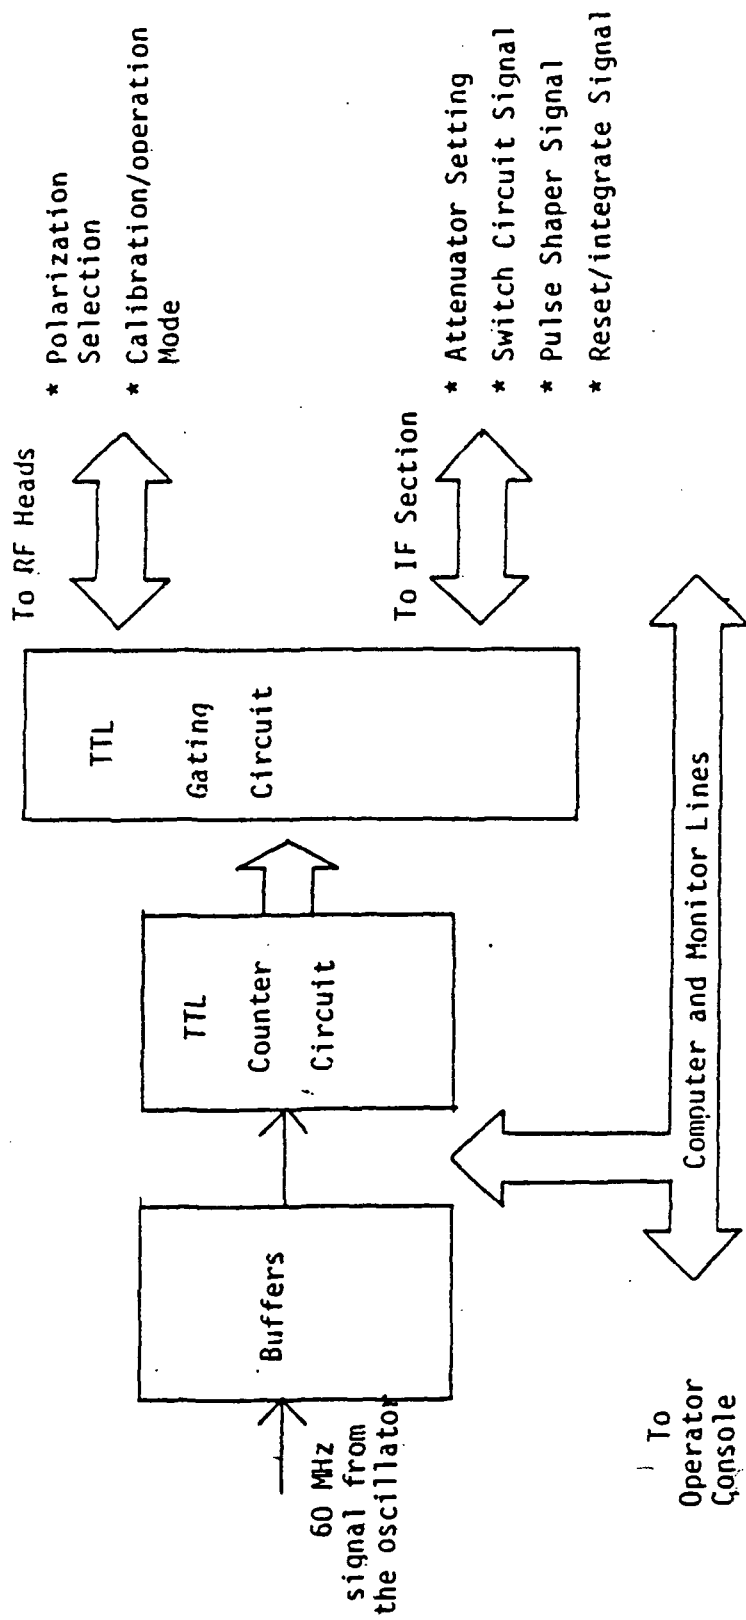 To RF Heads
* Polarization
Selection
* Calibration/operation
Mode
To IF Section
* Attenuator Setting
* Switch Circuit Signal
* Pulse Shaper Signal
* Reset/integrate Signal
TTL
Gating
Circuit
TTL
Counter
Circuit
Buffers
60 MHz
signal from
the oscillator
Computer and Monitor Lines
To
Operator
Console